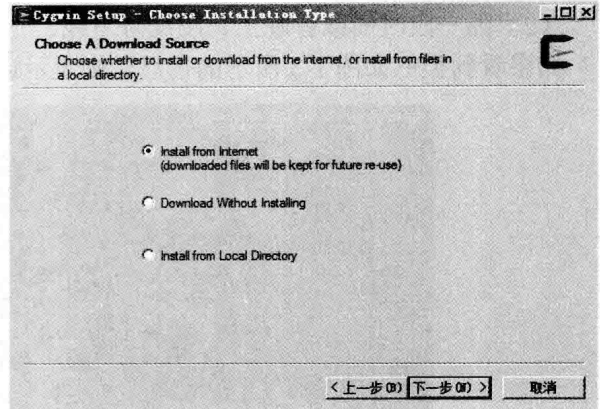 Cygwin Setup - Choose Installation Type
Choose A Download Source
Choose whether to install or download from the internet, or install from files in
a local directory.
Install from Internet
(downloaded files will be kept for future re-use)
Download Without Installing
Install from Local Directory
< 上一步(B) 下一步(N) > 取消